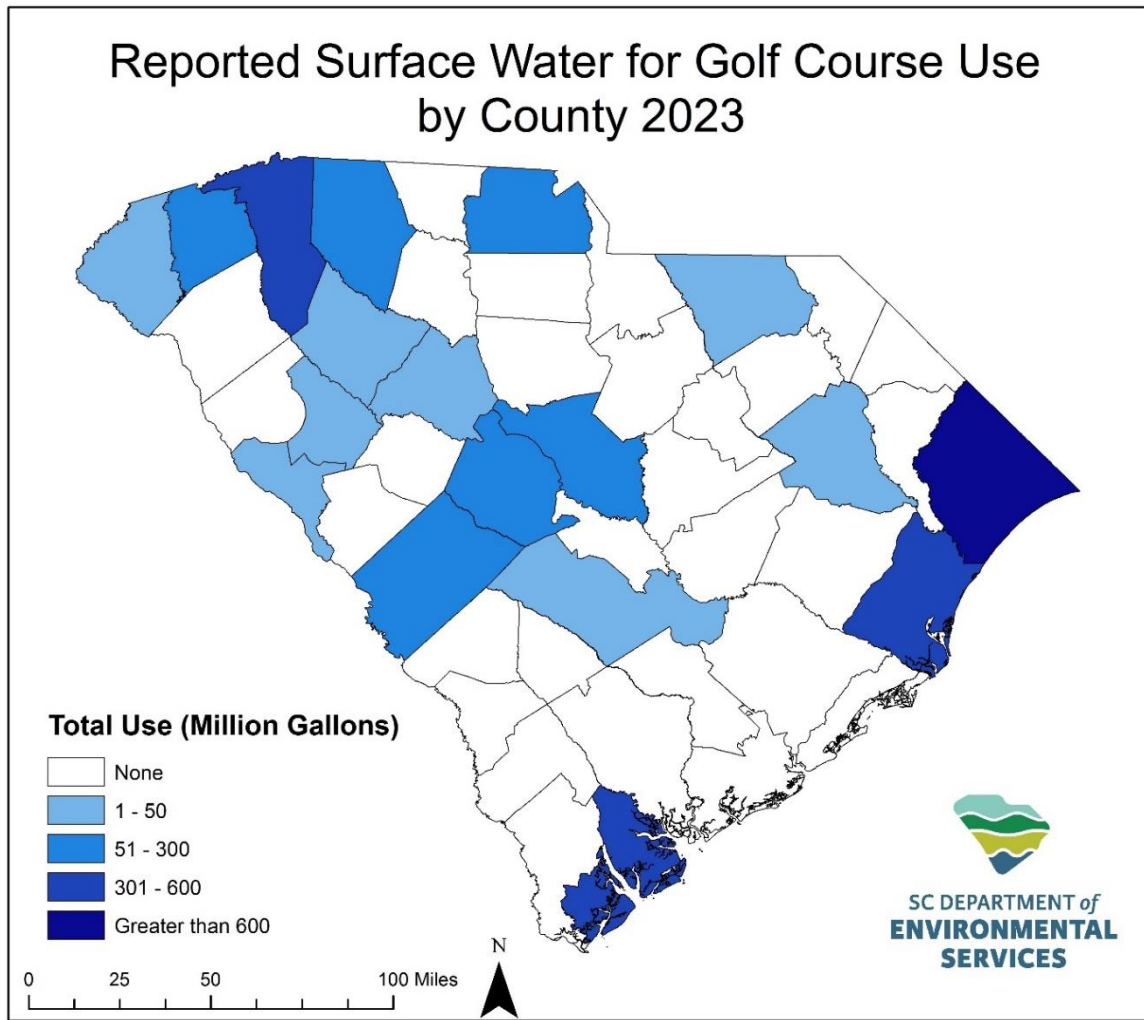 Reported Surface Water for Golf Course Use
by County 2023
Total Use (Million Gallons)
None
1 - 50
51 - 300
301 - 600
Greater than 600
0 25 50 100 Miles
N
SC DEPARTMENT of
ENVIRONMENTAL
SERVICES